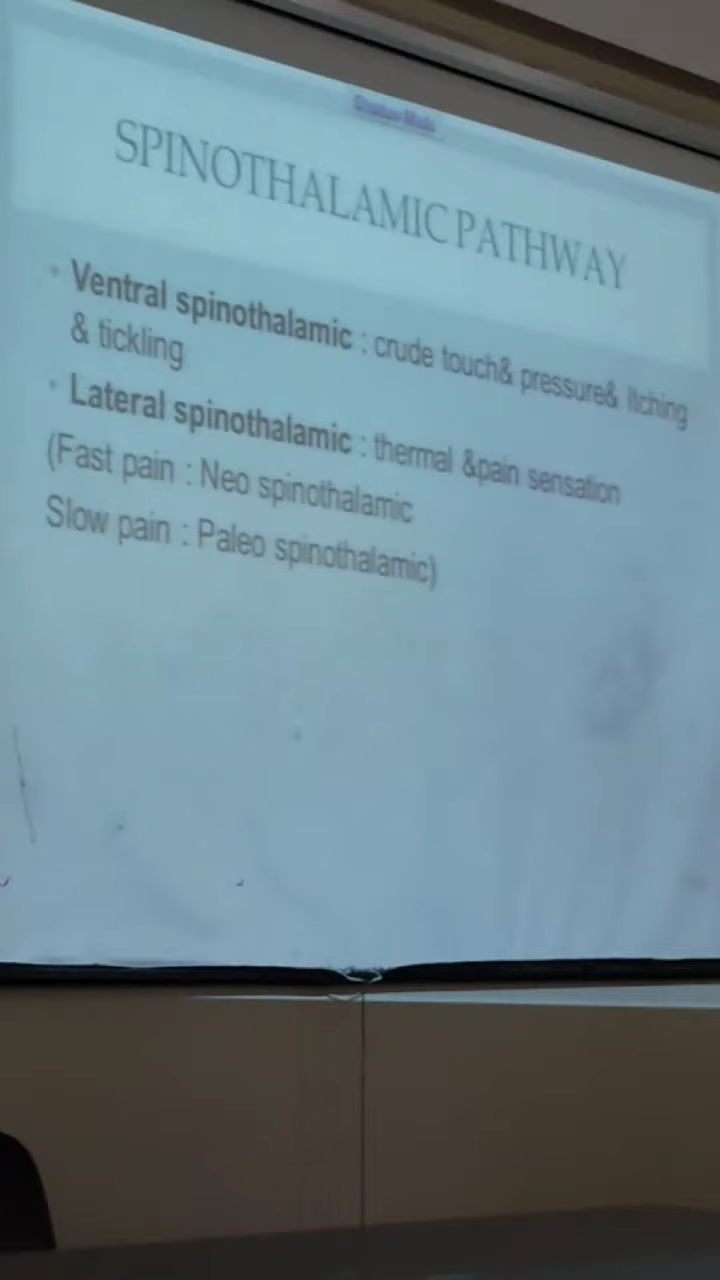 SPINOTHALAMIC PATHWAY
• Ventral spinothalamic : crude touch& pressure& Itching
& tickling
• Lateral spinothalamic : thermal &pain sensation
(Fast pain : Neo spinothalamic
Slow pain : Paleo spinothalamic)